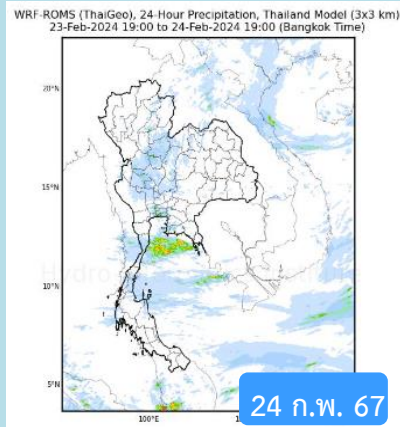 WRF-ROMS (ThaiGeo), 24-Hour Precipitation, Thailand Model (3x3 km)
23-Feb-2024 19:00 to 24-Feb-2024 19:00 (Bangkok Time)
20°N
15°N
10°N
5°N
100°E
24 ก.พ. 67